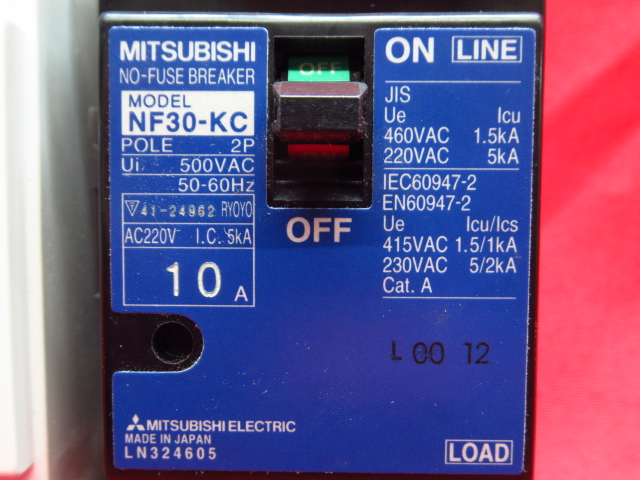 MITSUBISHI
NO-FUSE BREAKER
MODEL
NF30-KC
POLE 2P
Ui. 500VAC
50-60Hz
▽41-24962 RYOYO
AC220V I.C. 5kA
10 A
OFF
OFF
ON LINE
JIS
Ue Icu
460VAC 1.5kA
220VAC 5kA
IEC60947-2
EN60947-2
Ue Icu/Ics
415VAC 1.5/1kA
230VAC 5/2kA
Cat. A
L 00 12
MITSUBISHI ELECTRIC
MADE IN JAPAN
LN324605
LOAD